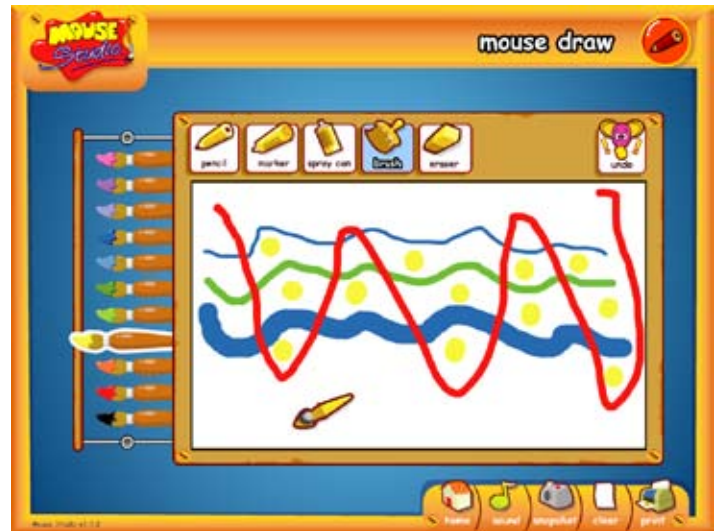 MOUSE
Studio
mouse draw
pencil
marker
spray can
brush
eraser
undo
home
sound
snapshot
clear
print